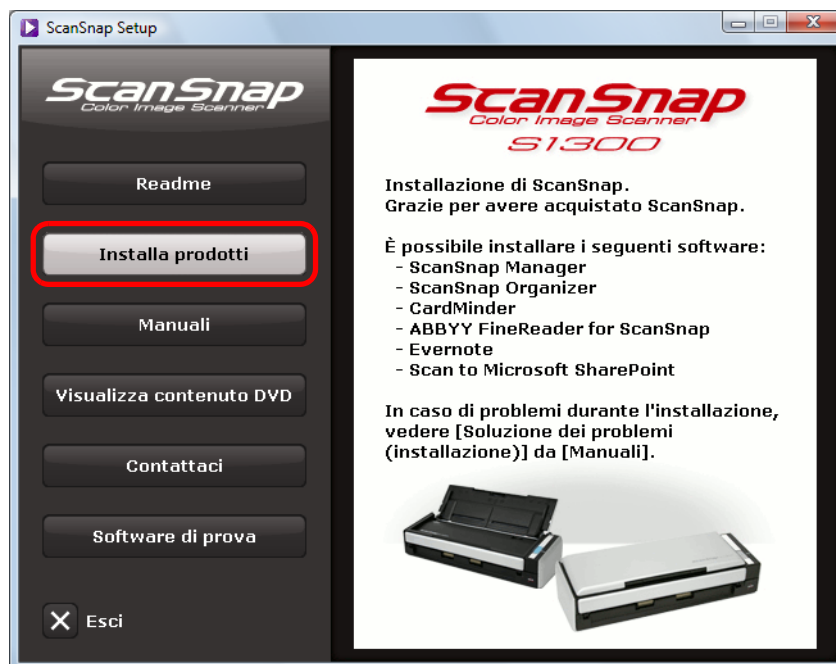 ScanSnap Setup
ScanSnap
Color Image Scanner
Readme
Installa prodotti
Manuali
Visualizza contenuto DVD
Contattaci
Software di prova
Esci
ScanSnap
Color Image Scanner
S1300
Installazione di ScanSnap.
Grazie per avere acquistato ScanSnap.
È possibile installare i seguenti software:
- ScanSnap Manager
- ScanSnap Organizer
- CardMinder
- ABBYY FineReader for ScanSnap
- Evernote
- Scan to Microsoft SharePoint
In caso di problemi durante l'installazione,
vedere [Soluzione dei problemi
(installazione)] da [Manuali].